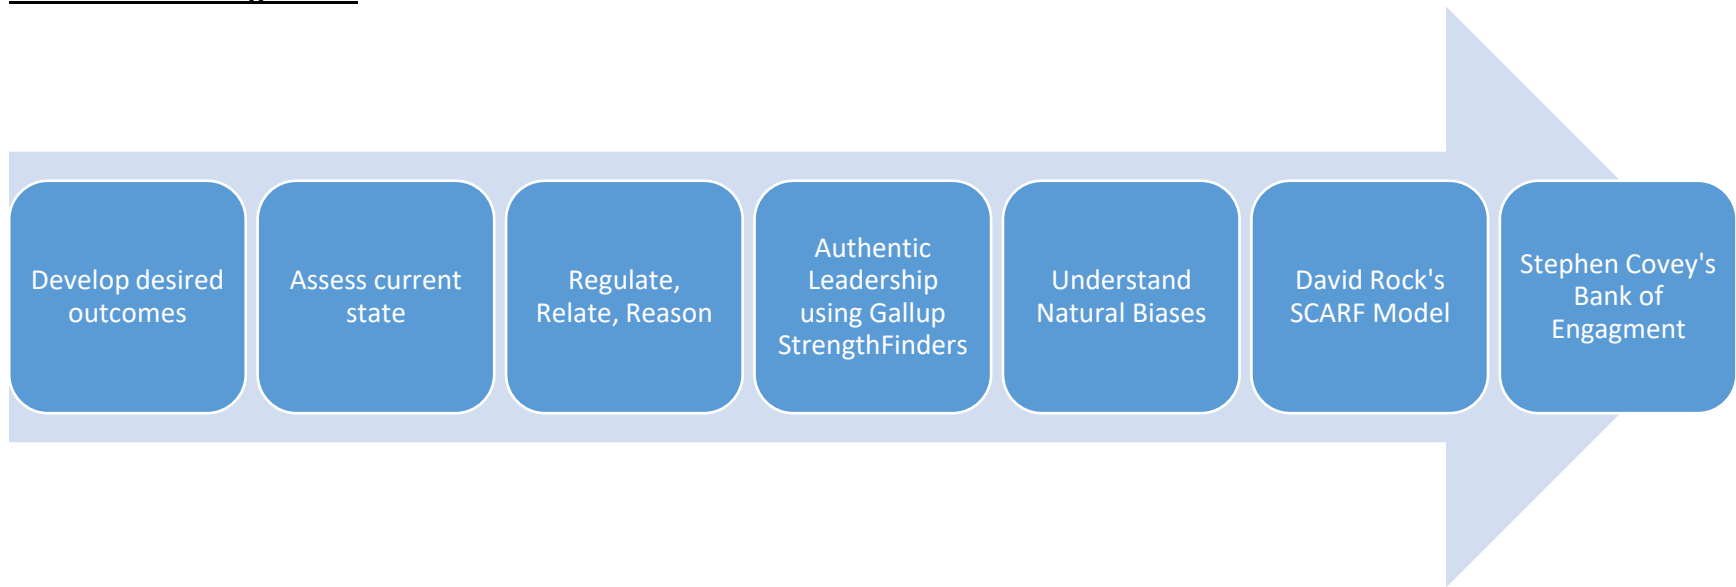 Develop desired
outcomes
Assess current
state
Regulate,
Relate, Reason
Authentic
Leadership
using Gallup
StrengthFinders
Understand
Natural Biases
David Rock's
SCARF Model
Stephen Covey's
Bank of
Engagment